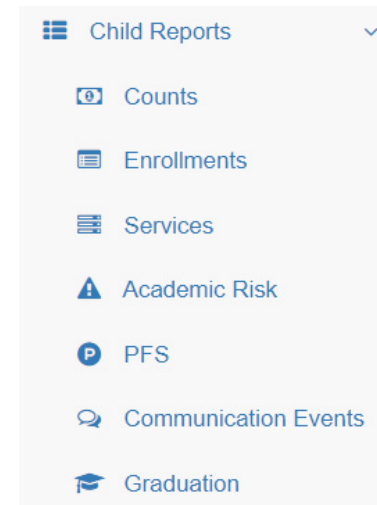 Child Reports
Counts
Enrollments
Services
Academic Risk
PFS
Communication Events
Graduation